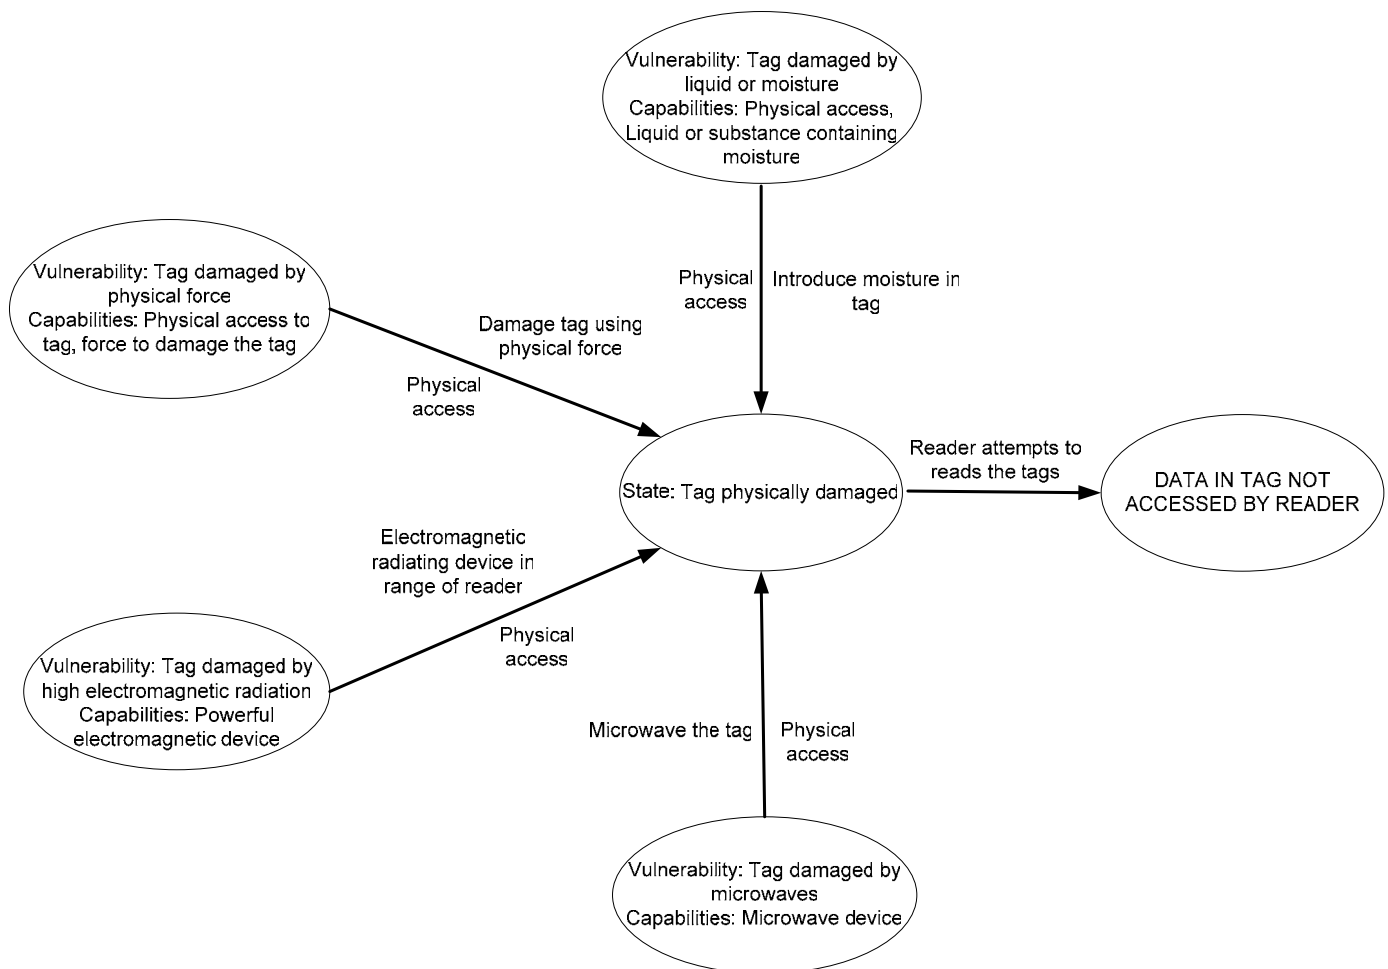 Vulnerability: Tag damaged by
liquid or moisture
Capabilities: Physical access,
Liquid or substance containing
moisture
Vulnerability: Tag damaged by
physical force
Capabilities: Physical access to
tag, force to damage the tag
Physical
access
Introduce moisture in
tag
Damage tag using
physical force
Physical
access
State: Tag physically damaged
Reader attempts to
reads the tags
DATA IN TAG NOT
ACCESSED BY READER
Electromagnetic
radiating device in
range of reader
Physical
access
Vulnerability: Tag damaged by
high electromagnetic radiation
Capabilities: Powerful
electromagnetic device
Microwave the tag
Physical
access
Vulnerability: Tag damaged by
microwaves
Capabilities: Microwave device